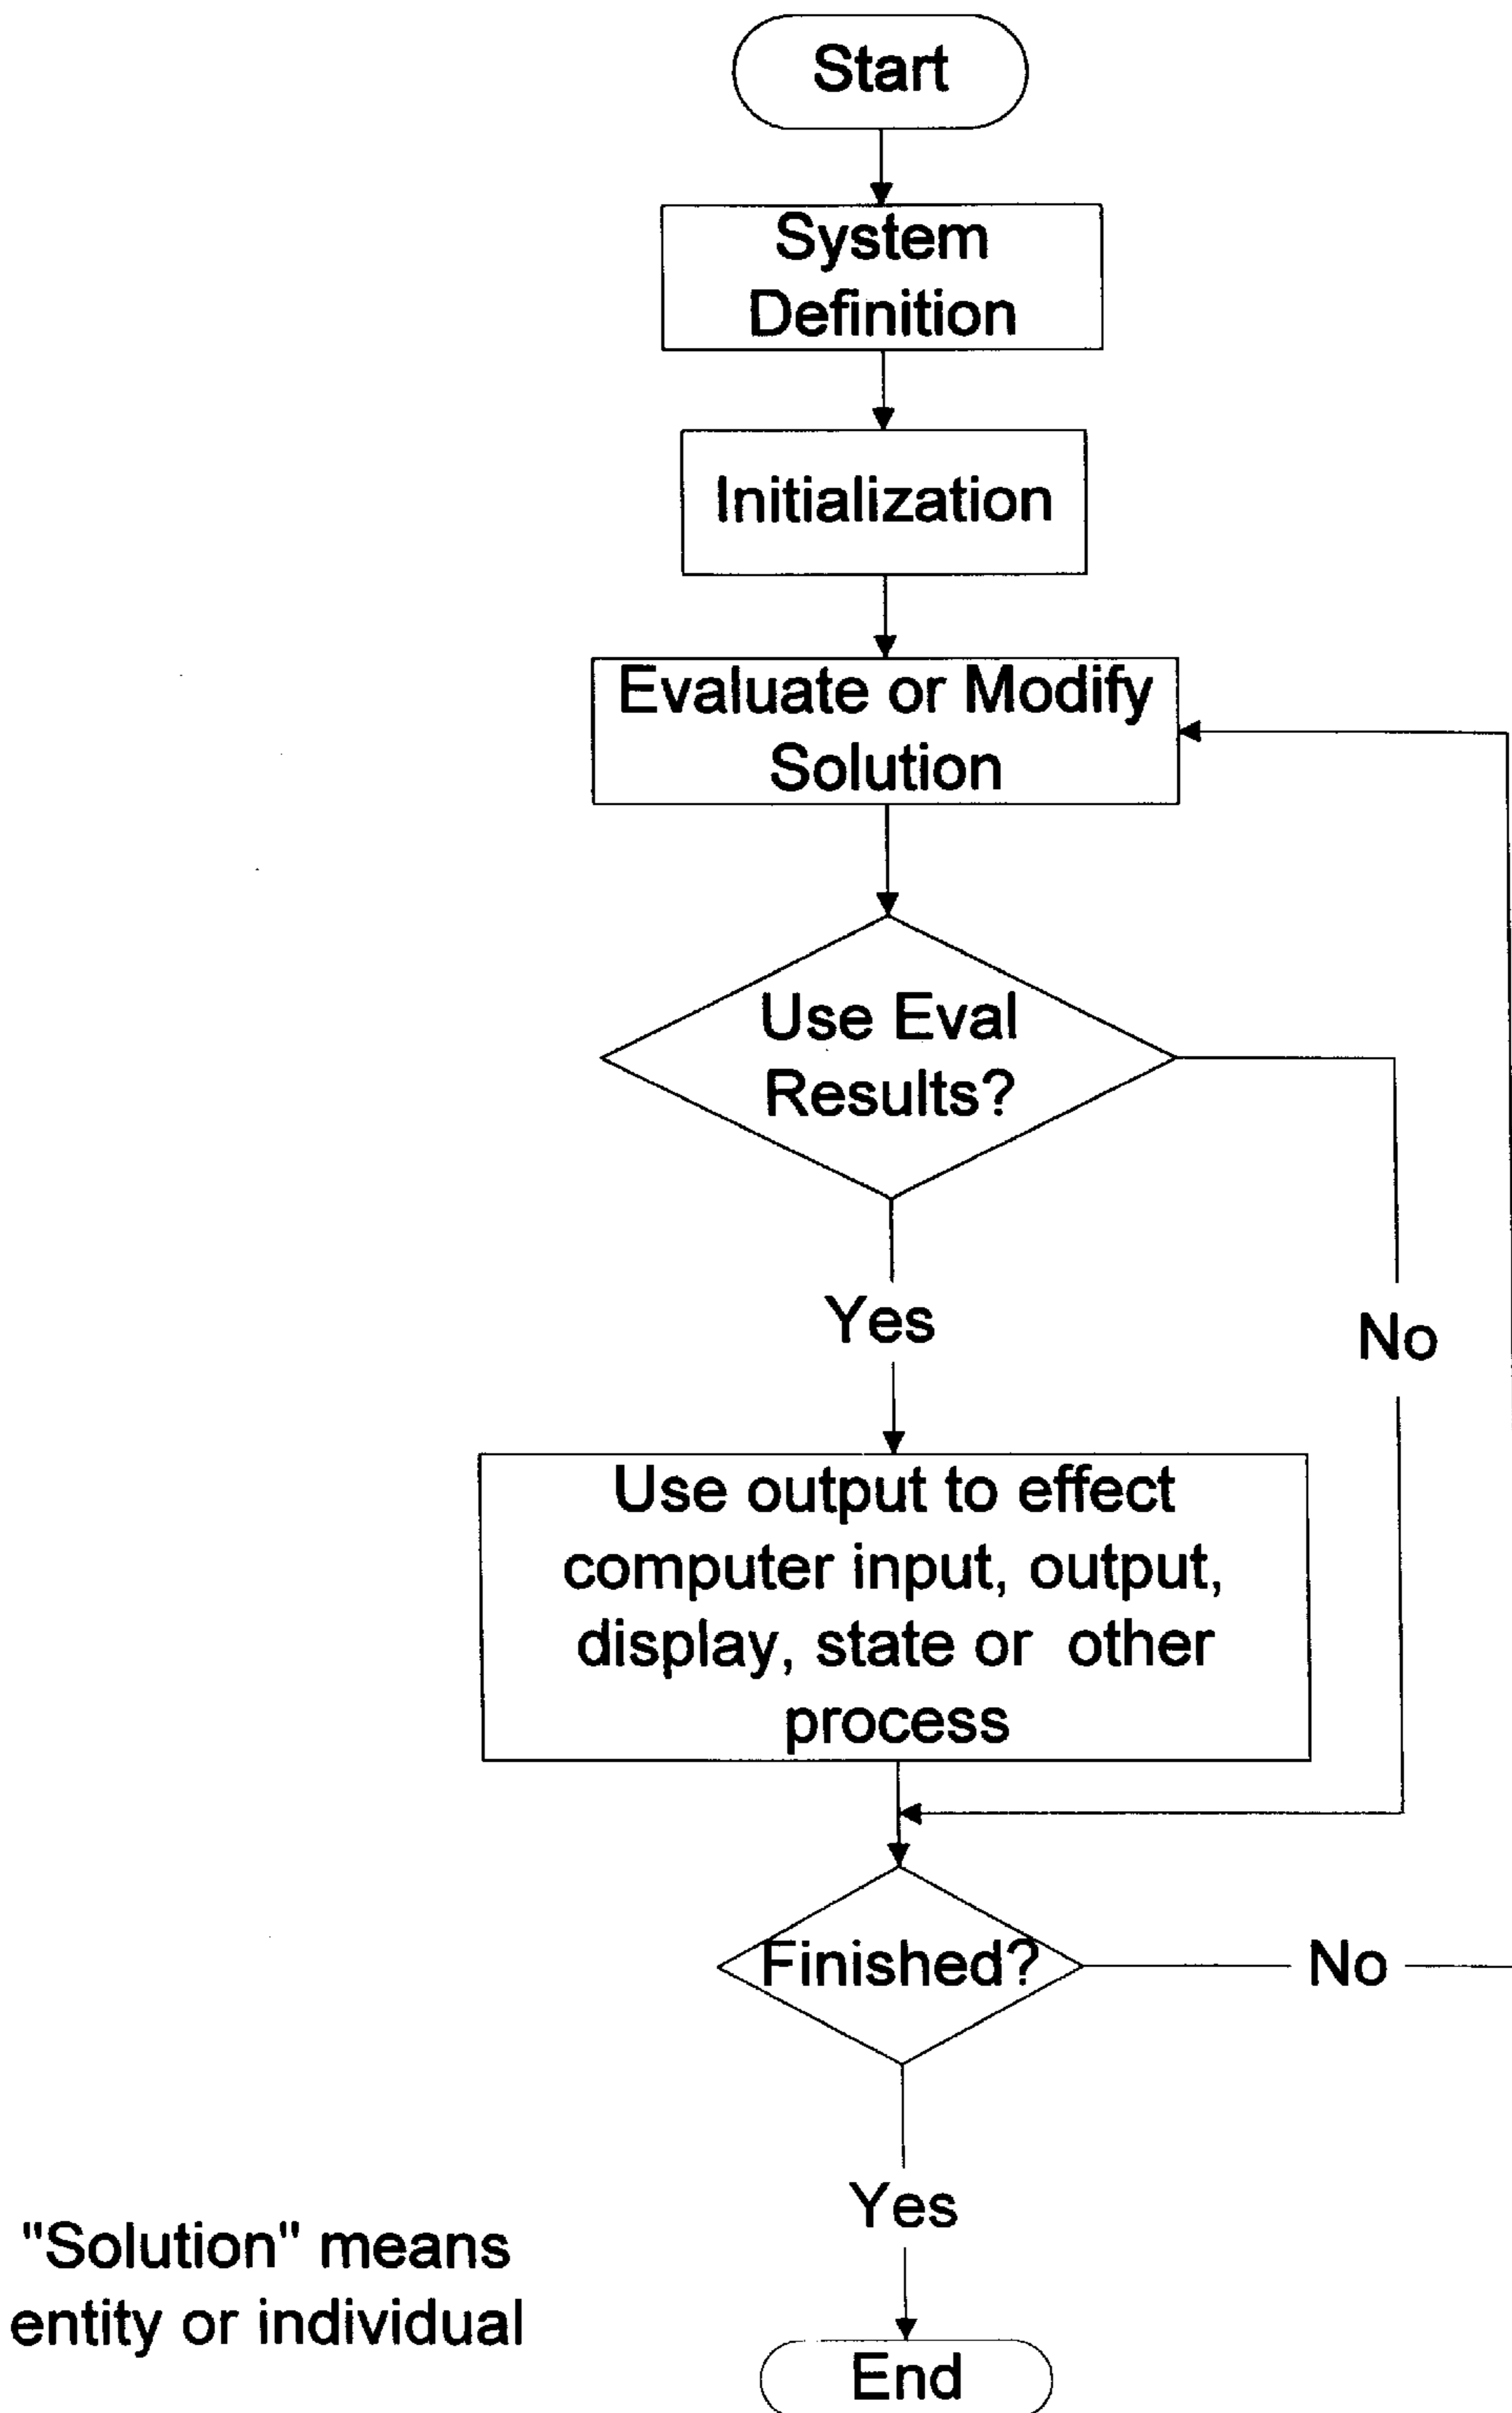 Start
System
Definition
Initialization
Evaluate or Modify
Solution
Use Eval
Results?
Yes
No
Use output to effect
computer input, output,
display, state or other
process
Finished?
No
Yes
"Solution" means
entity or individual
End